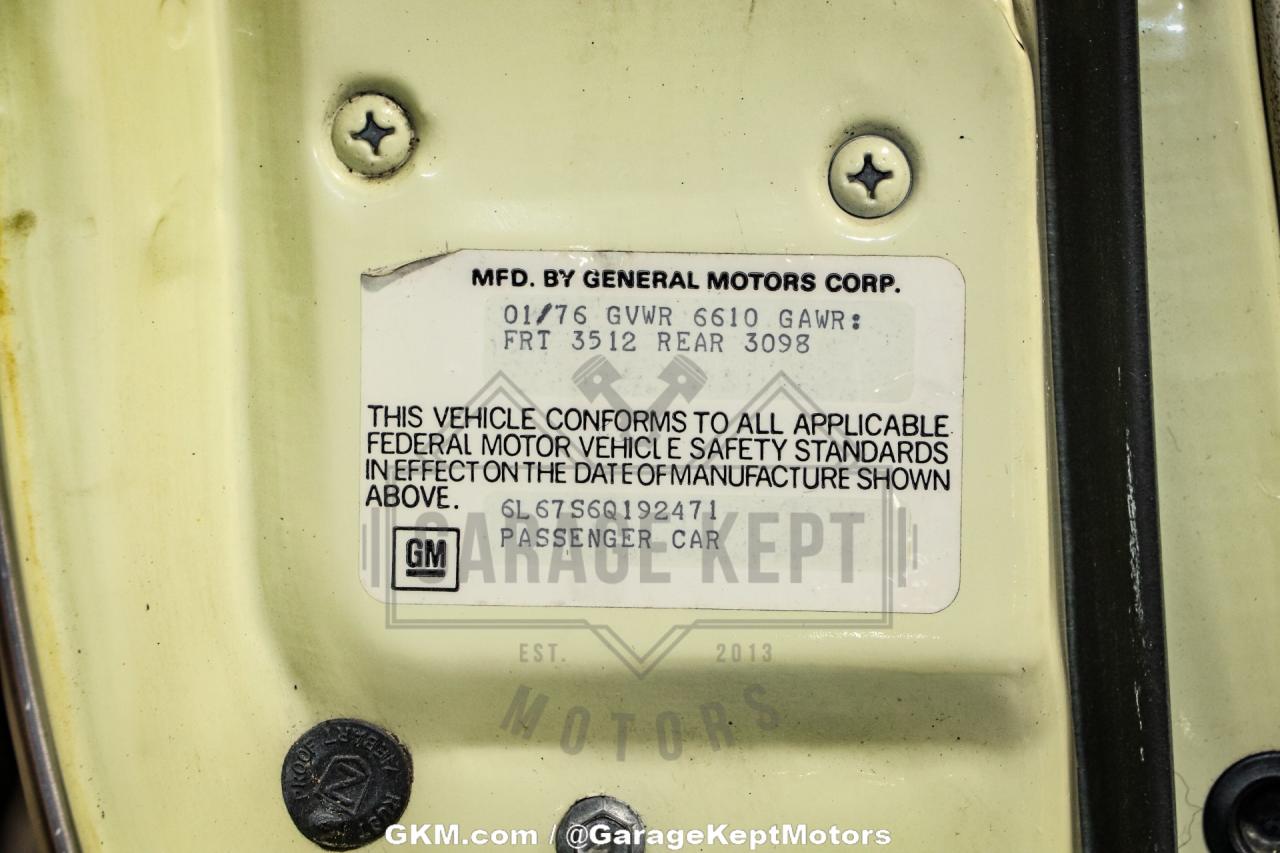 MFD. BY GENERAL MOTORS CORP.
01/76 GVWR 6610 GAWR:
FRT 3512 REAR 3098
THIS VEHICLE CONFORMS TO ALL APPLICABLE
FEDERAL MOTOR VEHICLE SAFETY STANDARDS
IN EFFECT ON THE DATE OF MANUFACTURE SHOWN
ABOVE.
6L67S6Q192471
PASSENGER CAR
GM
GARAGE KEPT
EST. 2013
MOTORS
PROOF
RUST
GKM.com / @GarageKeptMotors